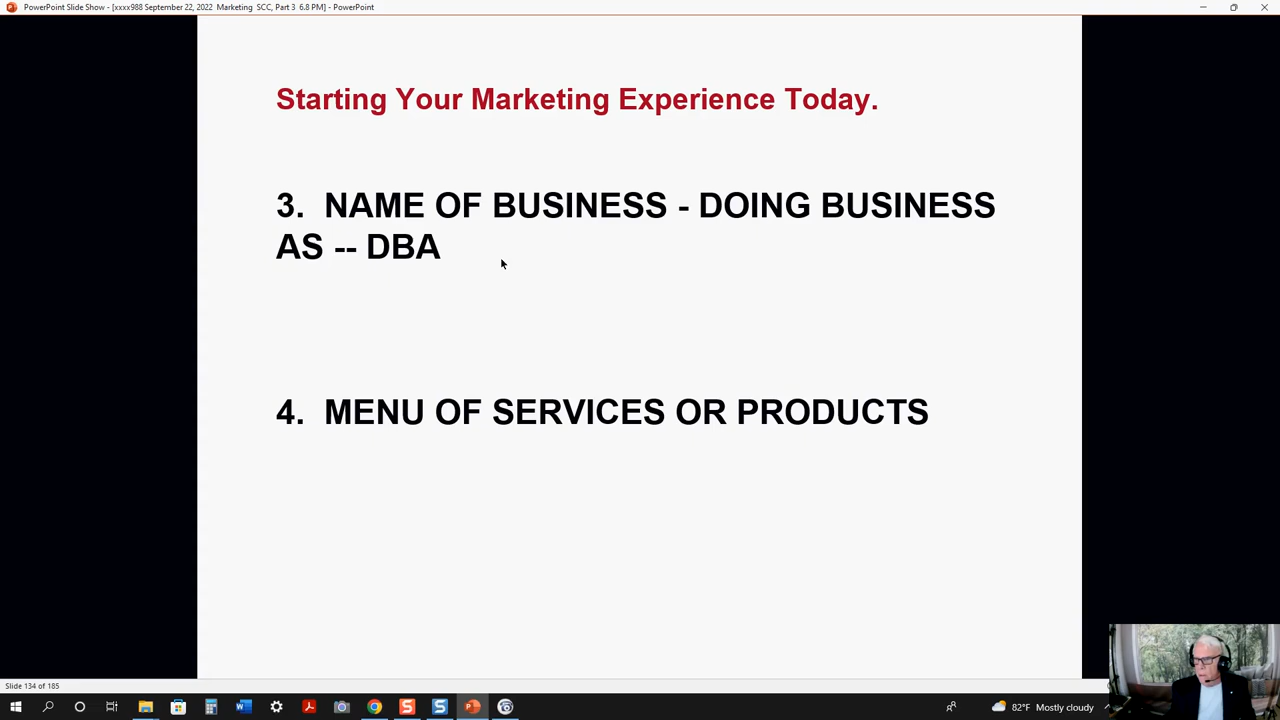 PowerPoint Slide Show - [xxxx988 September 22, 2022 Marketing SCC, Part 3 6.8 PM] - PowerPoint
Starting Your Marketing Experience Today.
3. NAME OF BUSINESS - DOING BUSINESS
AS -- DBA
4. MENU OF SERVICES OR PRODUCTS
Slide 134 of 185
82°F Mostly cloudy